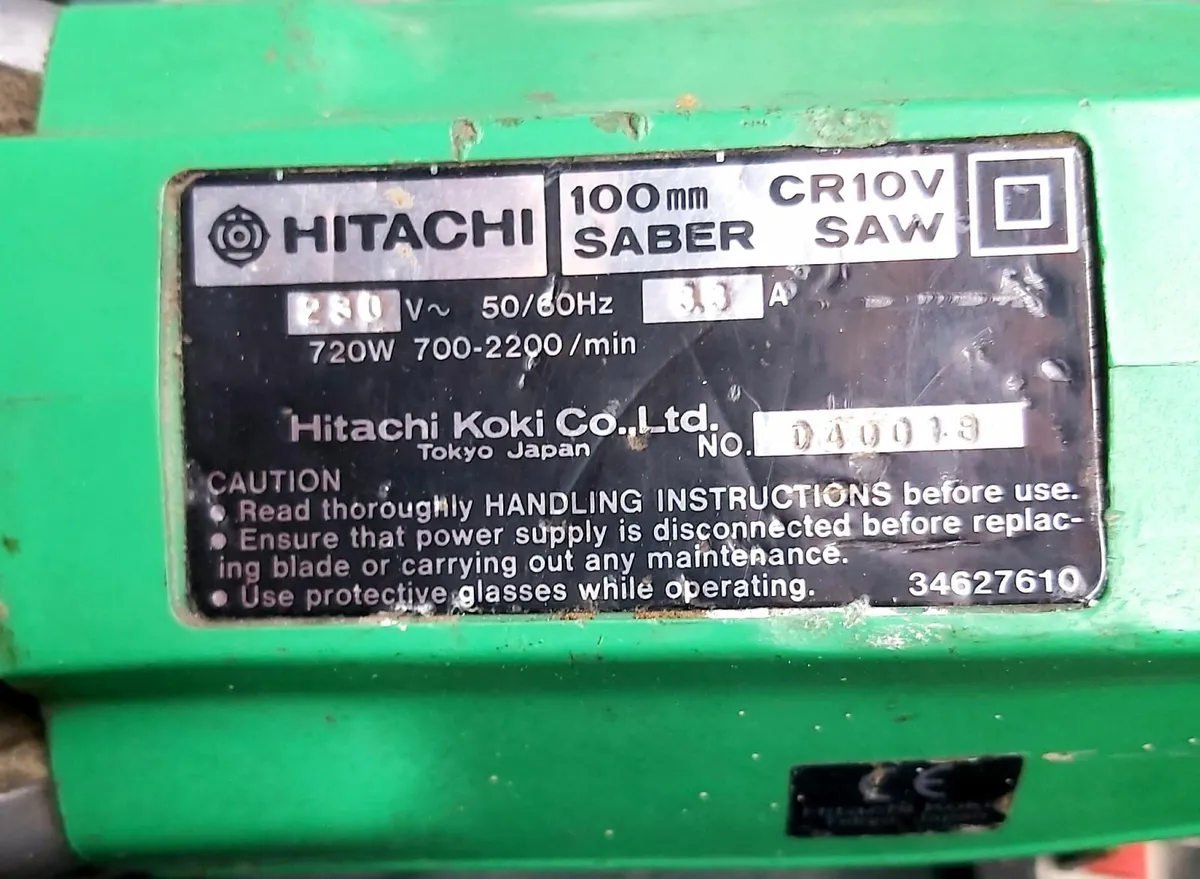 HITACHI
100mm CR10V
SABER SAW
230 V~ 50/60Hz A
720W 700-2200/min
Hitachi Koki Co.,Ltd.
Tokyo Japan NO.
CAUTION
• Read thoroughly HANDLING INSTRUCTIONS before use.
• Ensure that power supply is disconnected before replac-
ing blade or carrying out any maintenance.
• Use protective glasses while operating. 34627610
CE